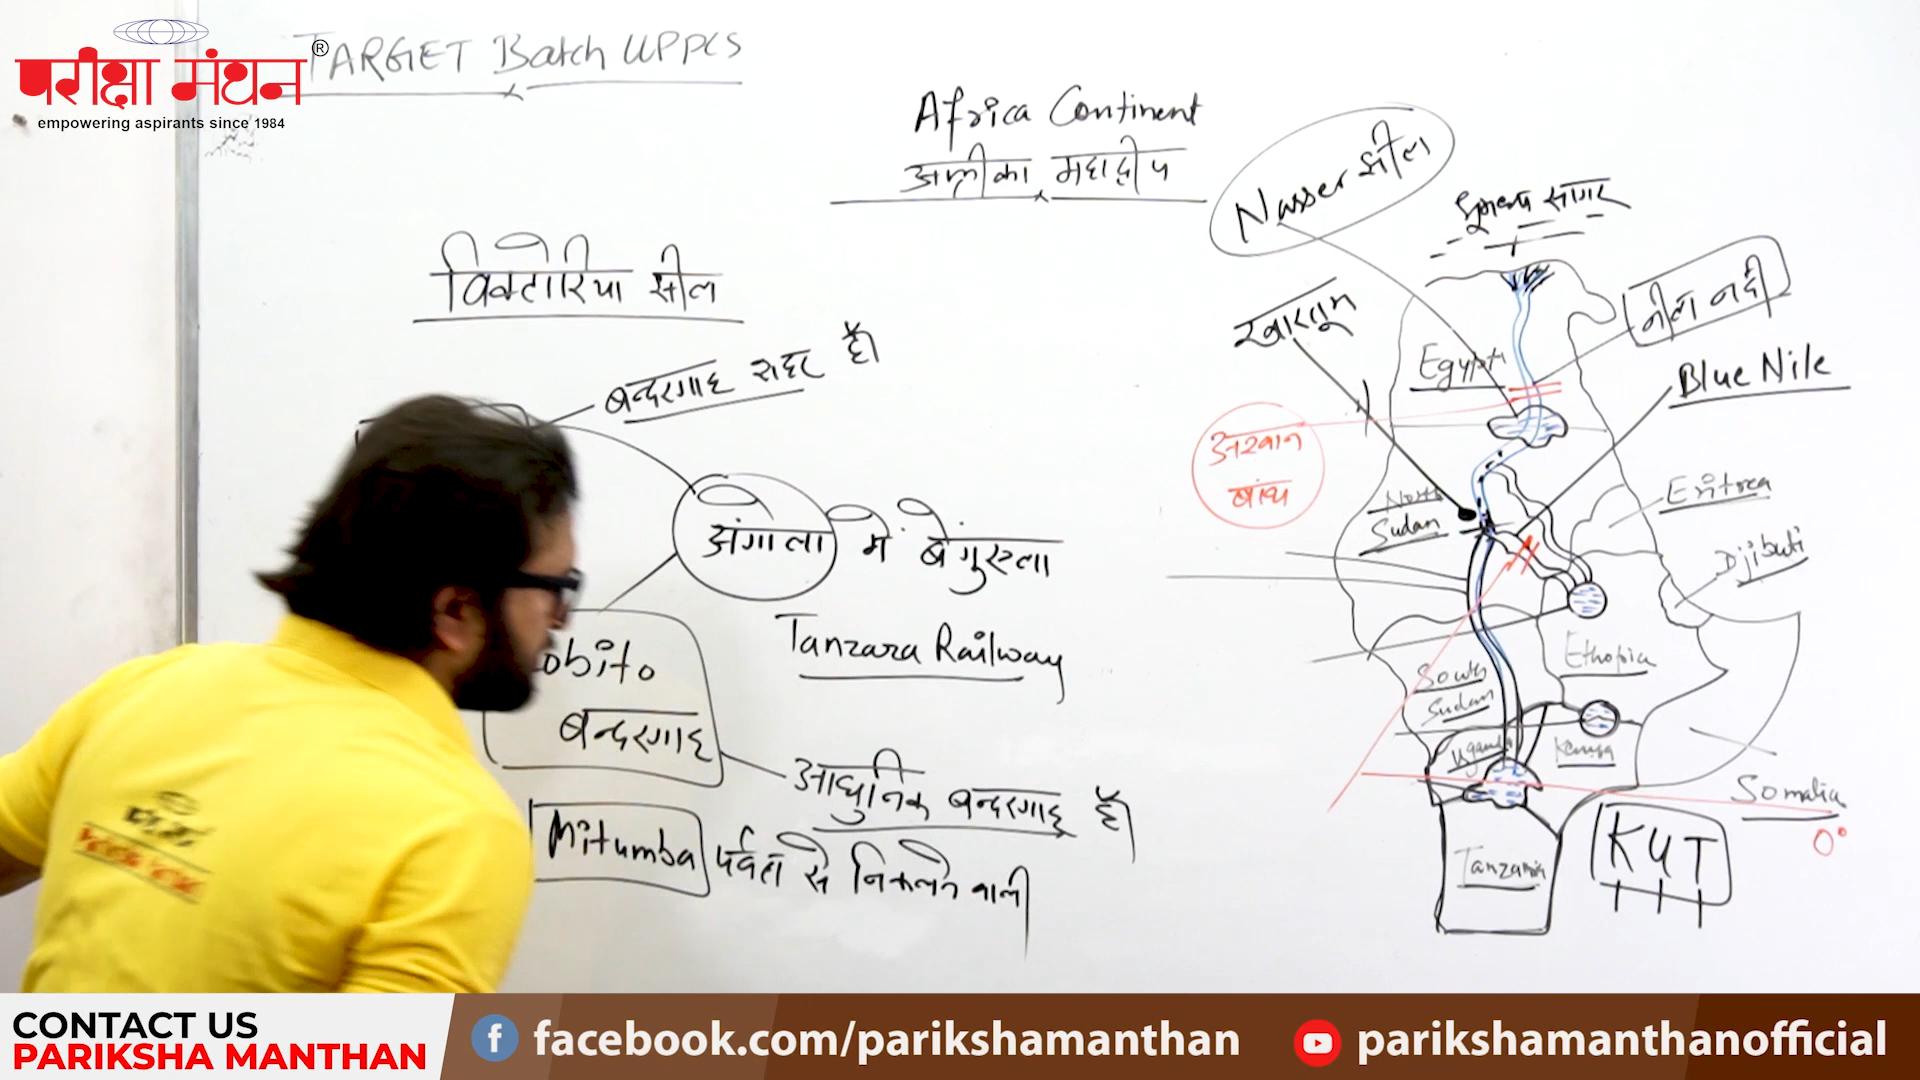 परीक्षा मंथन®
empowering aspirants since 1984
TARGET Batch UPPCS
Africa Continent
अफ्रीका महाद्वीप
विक्टोरिया झील
बन्दरगाह शहर है।
अंगोला में बेंगुएला
Tanzara Railway
obito
बन्दरगाह
आधुनिक बन्दरगाह है।
Mitumba पर्वतों से निकलने वाली
Nasser झील
भूमध्य सागर
खारतूम
नील नदी
Egypt
Blue Nile
अस्वान
बांध
North
Sudan
Eritrea
Djibuti
Ethopia
South
Sudan
Uganda
Kenya
Somalia
0°
Tanzania
KUT
CONTACT US
PARIKSHA MANTHAN
facebook.com/parikshamanthan
parikshamanthanofficial